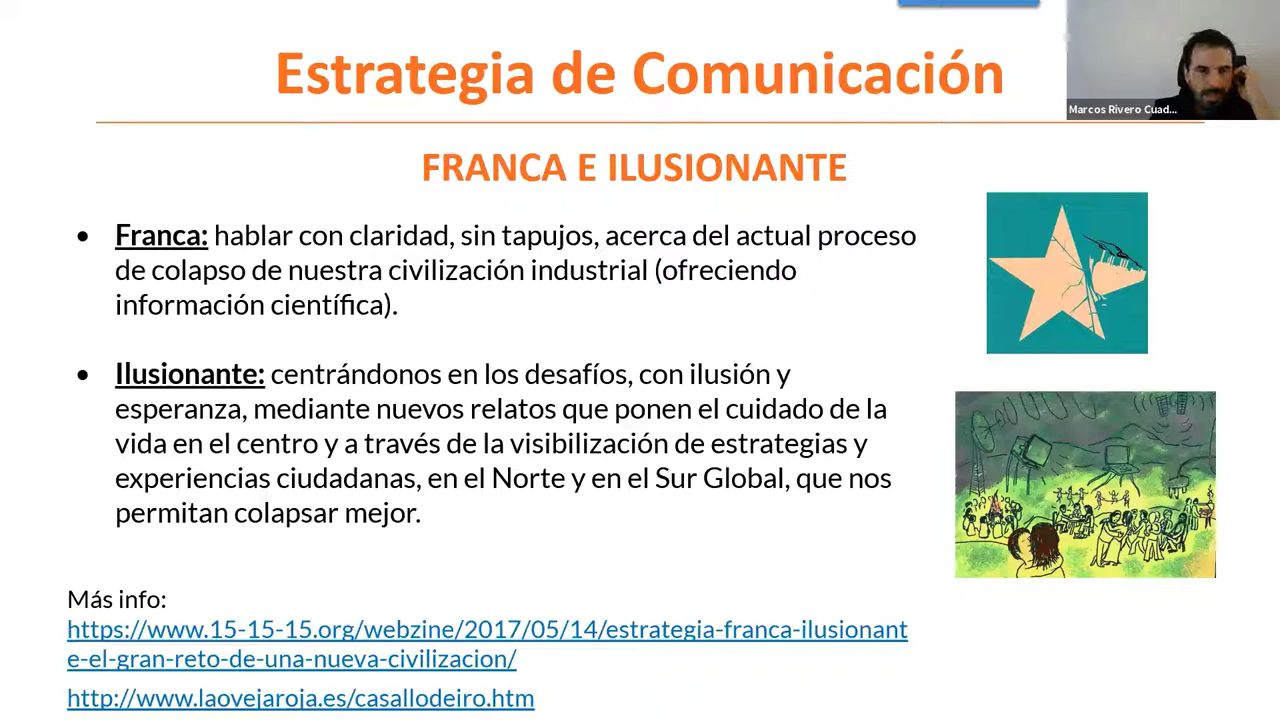 Estrategia de Comunicación
Marcos Rivero Cuad...
FRANCA E ILUSIONANTE
• Franca: hablar con claridad, sin tapujos, acerca del actual proceso
de colapso de nuestra civilización industrial (ofreciendo
información científica).
• Ilusionante: centrándonos en los desafíos, con ilusión y
esperanza, mediante nuevos relatos que ponen el cuidado de la
vida en el centro y a través de la visibilización de estrategias y
experiencias ciudadanas, en el Norte y en el Sur Global, que nos
permitan colapsar mejor.
Más info:
https://www.15-15-15.org/webzine/2017/05/14/estrategia-franca-ilusionant
e-el-gran-reto-de-una-nueva-civilizacion/
http://www.laovejaroja.es/casallodeiro.htm